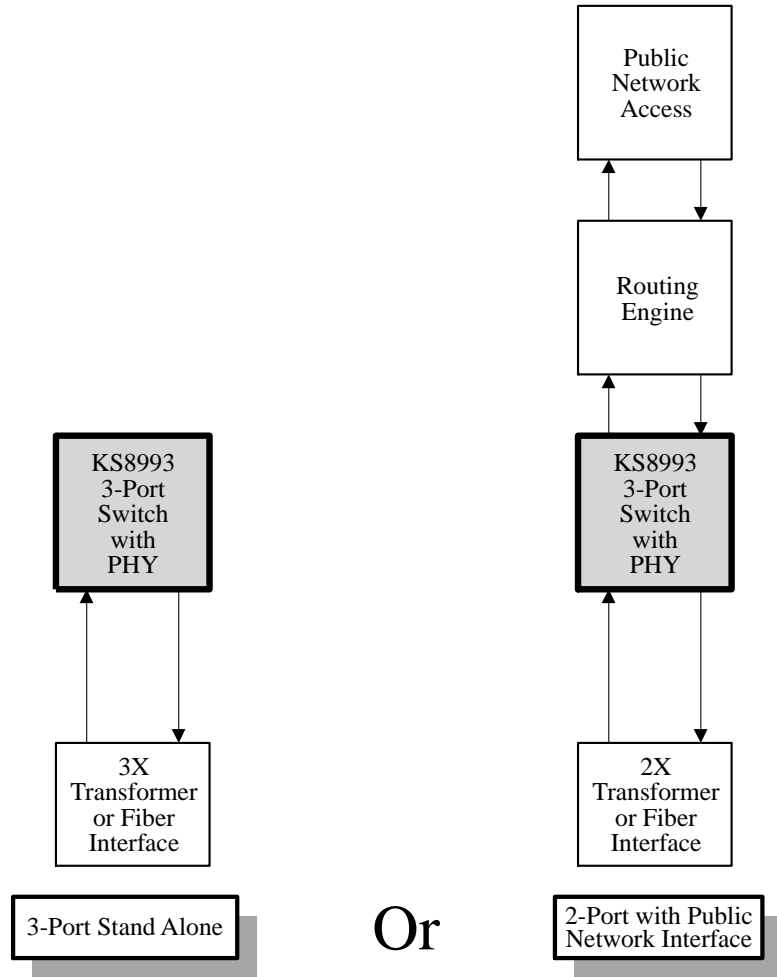 Public
Network
Access
Routing
Engine
KS8993
3-Port
Switch
with
PHY
KS8993
3-Port
Switch
with
PHY
3X
Transformer
or Fiber
Interface
2X
Transformer
or Fiber
Interface
3-Port Stand Alone
Or
2-Port with Public
Network Interface